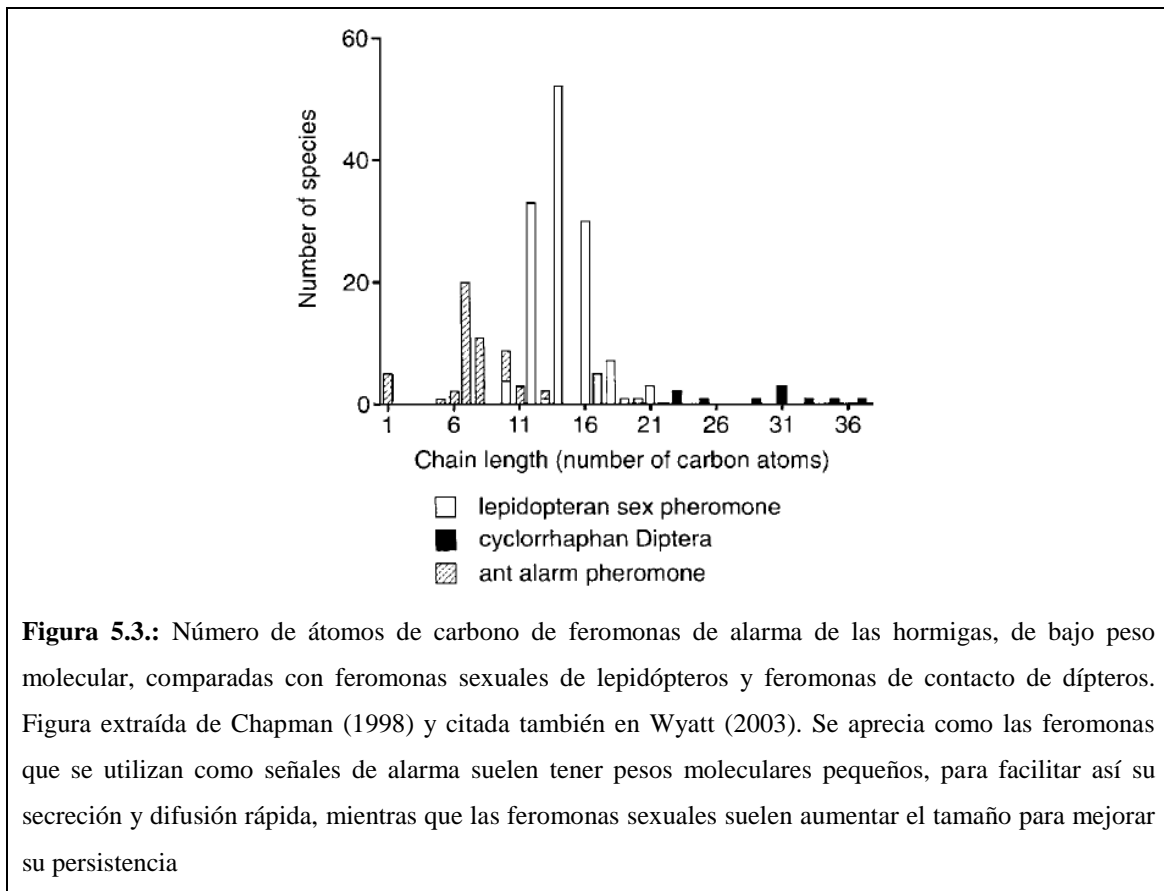 60
40
20
0
Number of species
1 6 11 16 21 26 31 36
Chain length (number of carbon atoms)
lepidopteran sex pheromone
cyclorrhaphan Diptera
ant alarm pheromone
Figura 5.3.: Número de átomos de carbono de feromonas de alarma de las hormigas, de bajo peso
molecular, comparadas con feromonas sexuales de lepidópteros y feromonas de contacto de dípteros.
Figura extraída de Chapman (1998) y citada también en Wyatt (2003). Se aprecia como las feromonas
que se utilizan como señales de alarma suelen tener pesos moleculares pequeños, para facilitar así su
secreción y difusión rápida, mientras que las feromonas sexuales suelen aumentar el tamaño para mejorar
su persistencia